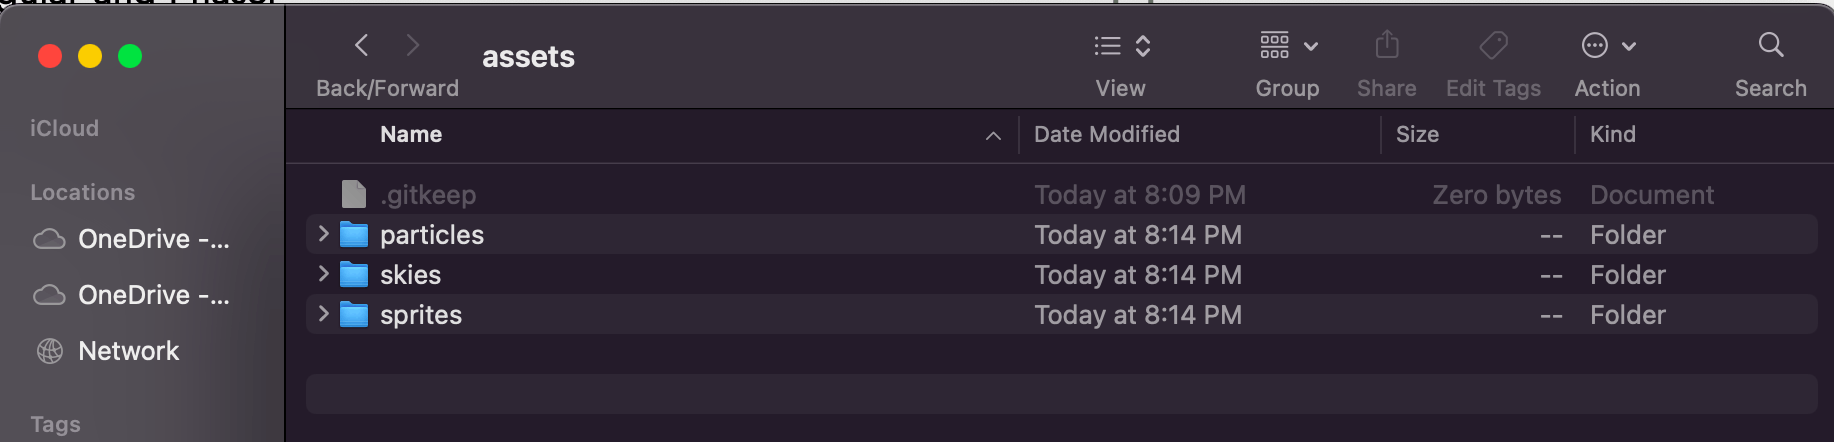 assets
Back/Forward
View
Group
Share
Edit Tags
Action
Search
iCloud
Locations
OneDrive -...
OneDrive -...
Network
Tags
Name Date Modified Size Kind
.gitkeep Today at 8:09 PM Zero bytes Document
particles Today at 8:14 PM -- Folder
skies Today at 8:14 PM -- Folder
sprites Today at 8:14 PM -- Folder